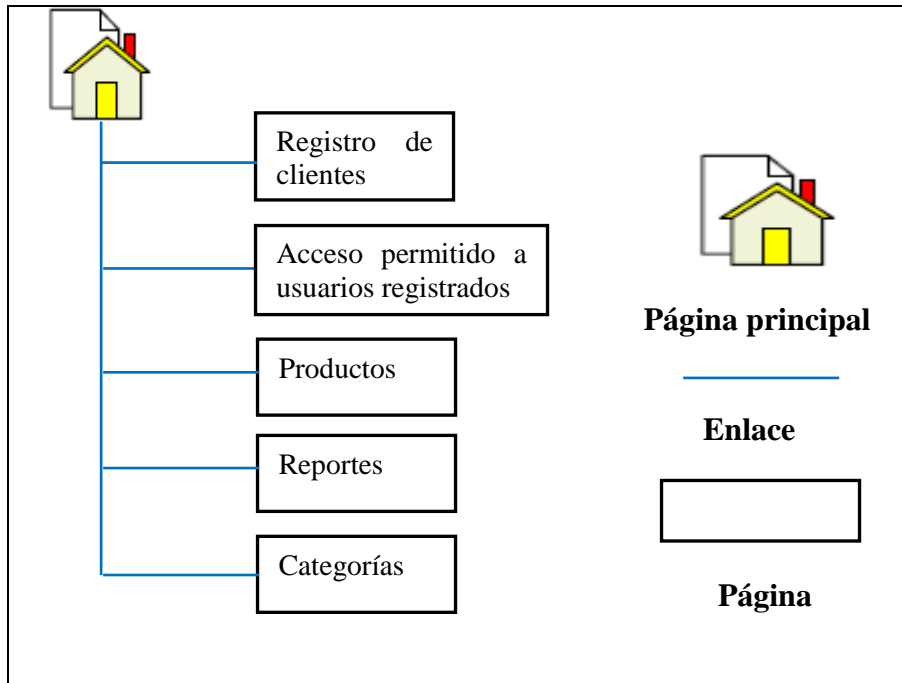 Registro de
clientes
Acceso permitido a
usuarios registrados
Productos
Reportes
Categorías
Página principal
Enlace
Página